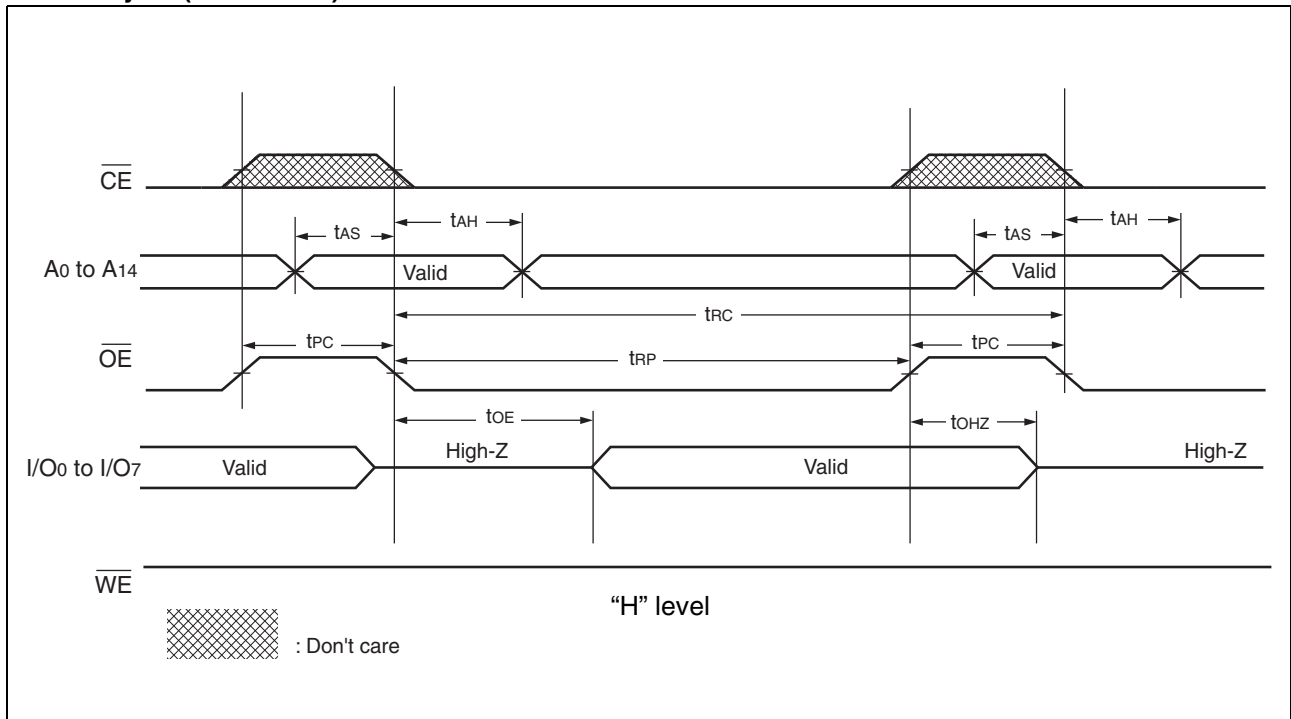 CE
tAS
tAH
tAS
tAH
A0 to A14
Valid
Valid
tRC
OE
tPC
tRP
tPC
tOE
tOHZ
I/O0 to I/O7
Valid
High-Z
Valid
High-Z
WE
“H” level
: Don't care